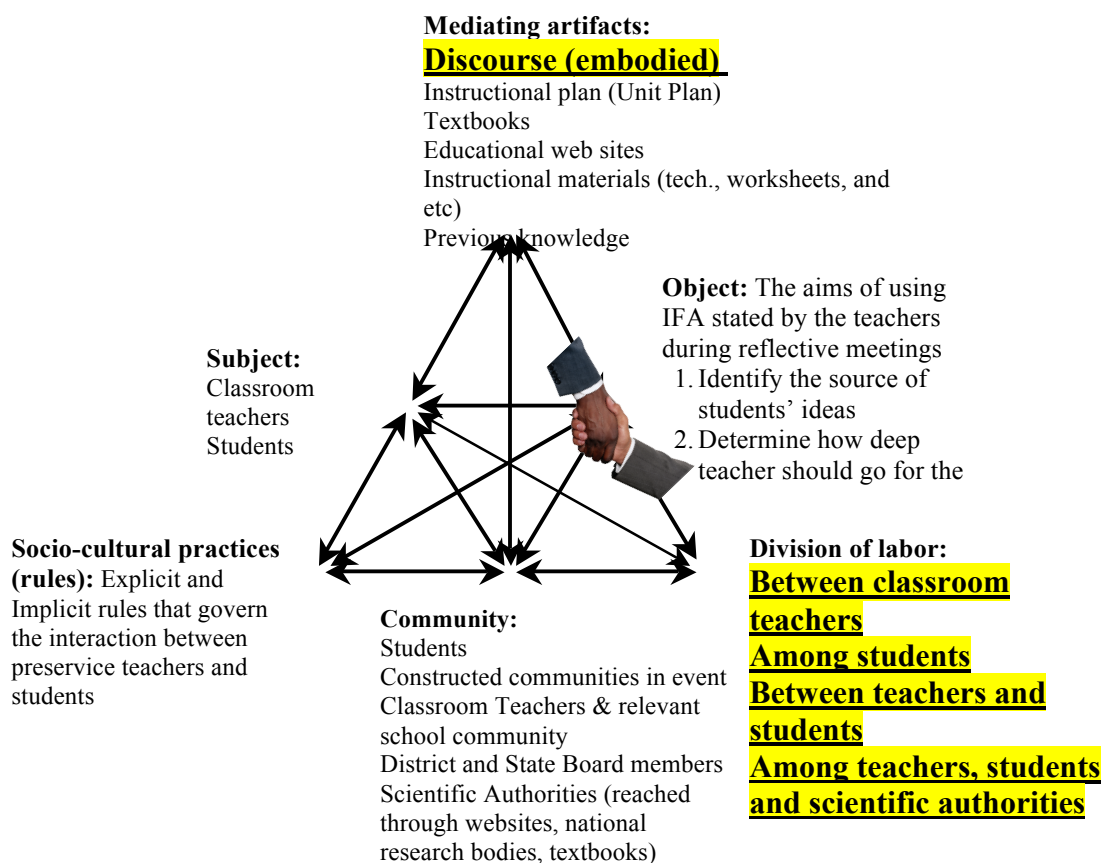 Mediating artifacts:
Discourse (embodied)
Instructional plan (Unit Plan)
Textbooks
Educational web sites
Instructional materials (tech., worksheets, and
etc)
Previous knowledge
Object: The aims of using
IFA stated by the teachers
during reflective meetings
1. Identify the source of
students’ ideas
2. Determine how deep
teacher should go for the
Subject:
Classroom
teachers
Students
Socio-cultural practices
(rules): Explicit and
Implicit rules that govern
the interaction between
preservice teachers and
students
Community:
Students
Constructed communities in event
Classroom Teachers & relevant
school community
District and State Board members
Scientific Authorities (reached
through websites, national
research bodies, textbooks)
Division of labor:
Between classroom
teachers
Among students
Between teachers and
students
Among teachers, students
and scientific authorities